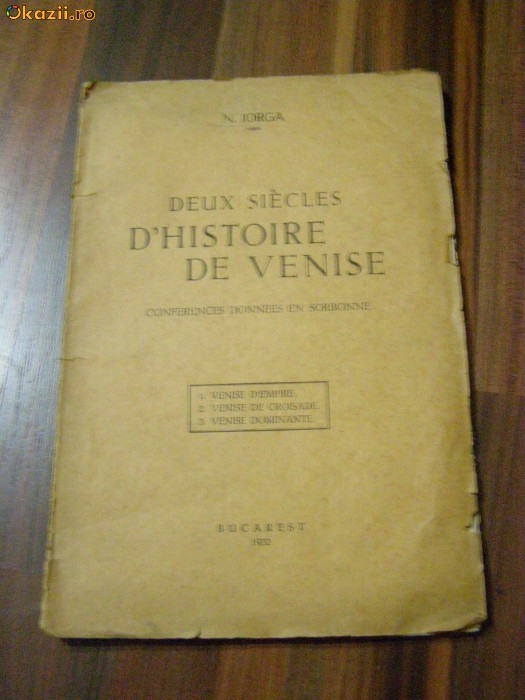 Okazii.ro
N. IORGA
DEUX SIÈCLES
D'HISTOIRE
DE VENISE
CONFÉRENCES DONNÉES EN SORBONNE
1. VENISE D'EMPIRE.
2. VENISE DE CROISADE.
3. VENISE DOMINANTE.
BUCAREST
1932